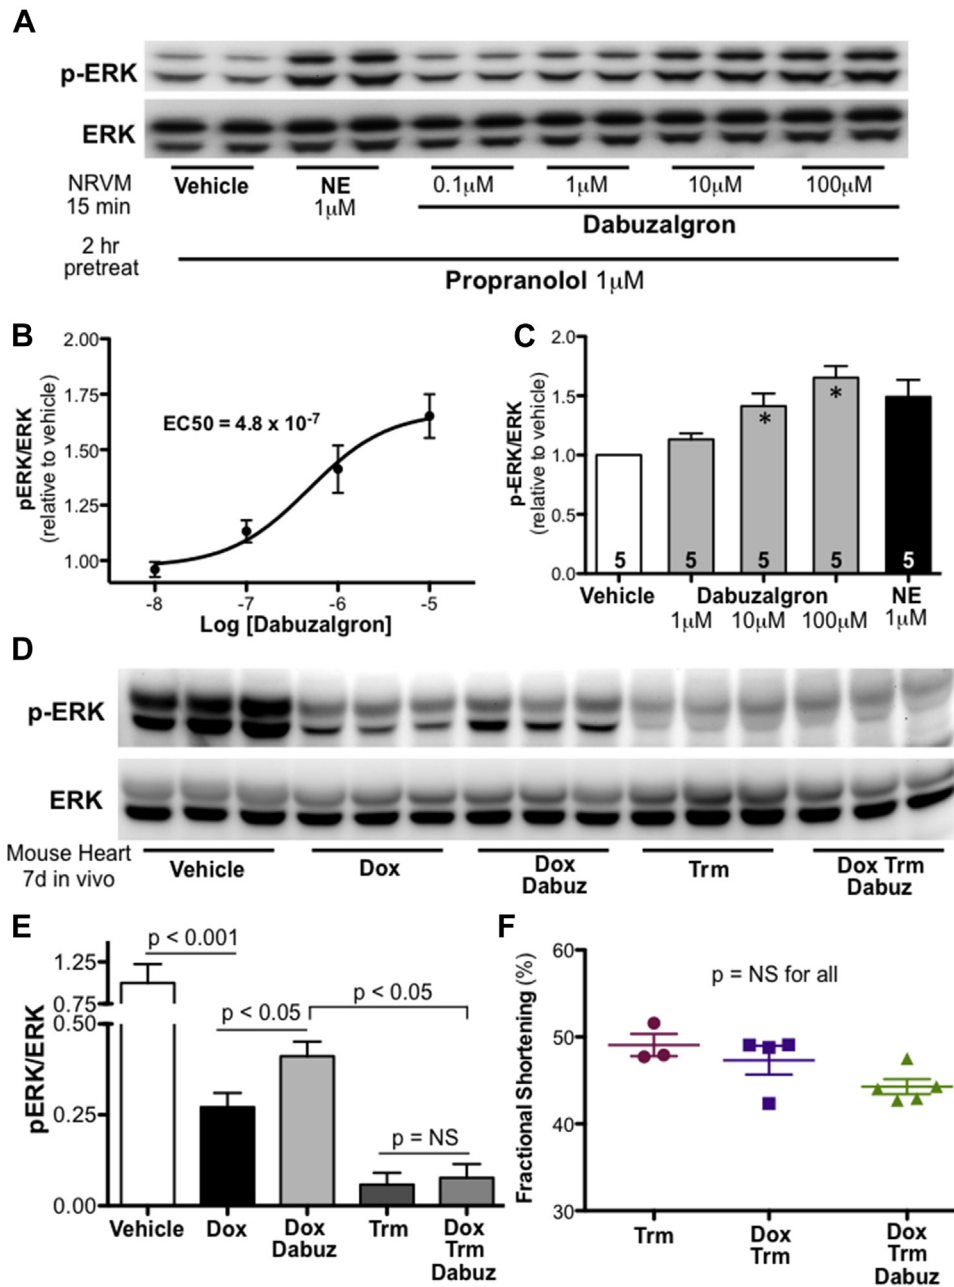 A
p-ERK
ERK
NRVM
15 min
Vehicle
NE
1μM
0.1μM
1μM
10μM
100μM
Dabuzalgron
2 hr
pretreat
Propranolol 1μM
B
pERK/ERK
(relative to vehicle)
2.00
1.75
1.50
1.25
1.00
EC50 = 4.8 x 10-7
-8
-7
-6
-5
Log [Dabuzalgron]
C
p-ERK/ERK
(relative to vehicle)
2.0
1.5
1.0
0.5
0.0
*
*
5
5
5
5
5
Vehicle
Dabuzalgron
NE
1μM
10μM
100μM
1μM
D
p-ERK
ERK
Mouse Heart
7d in vivo
Vehicle
Dox
Dox
Dabuz
Trm
Dox Trm
Dabuz
E
pERK/ERK
1.25
0.75
0.50
0.25
0.00
p < 0.001
p < 0.05
p < 0.05
p = NS
Vehicle
Dox
Dox
Dabuz
Trm
Dox
Trm
Dabuz
F
Fractional Shortening (%)
60
50
40
30
p = NS for all
Trm
Dox
Trm
Dox
Trm
Dabuz